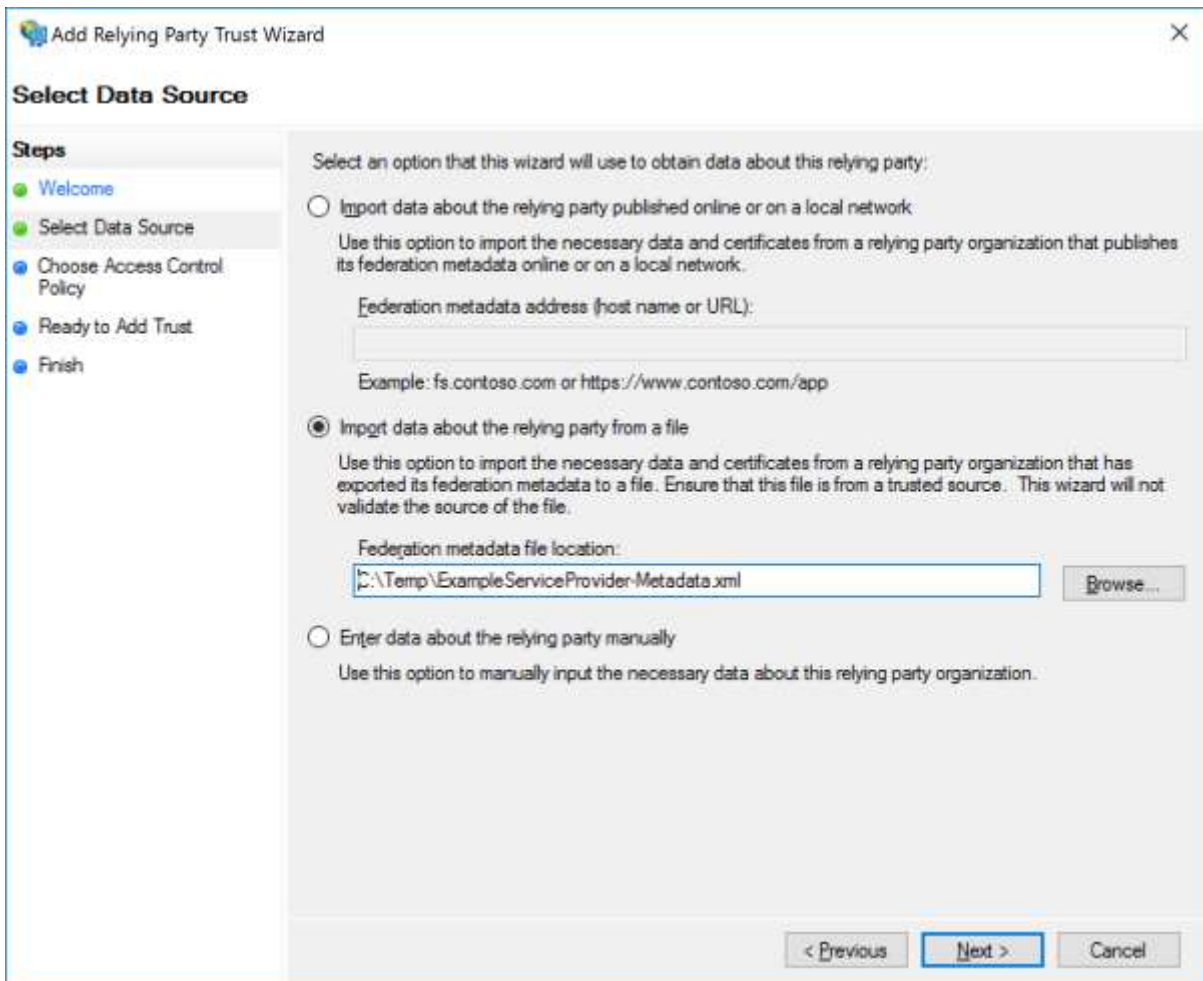 Add Relying Party Trust Wizard
Select Data Source
Steps
Welcome
Select Data Source
Choose Access Control
Policy
Ready to Add Trust
Finish
Select an option that this wizard will use to obtain data about this relying party:
Import data about the relying party published online or on a local network
Use this option to import the necessary data and certificates from a relying party organization that publishes
its federation metadata online or on a local network.
Federation metadata address (host name or URL):
Example: fs.contoso.com or https://www.contoso.com/app
Import data about the relying party from a file
Use this option to import the necessary data and certificates from a relying party organization that has
exported its federation metadata to a file. Ensure that this file is from a trusted source.  This wizard will not
validate the source of the file.
Federation metadata file location:
C:\Temp\ExampleServiceProvider-Metadata.xml
Browse...
Enter data about the relying party manually
Use this option to manually input the necessary data about this relying party organization.
< Previous
Next >
Cancel